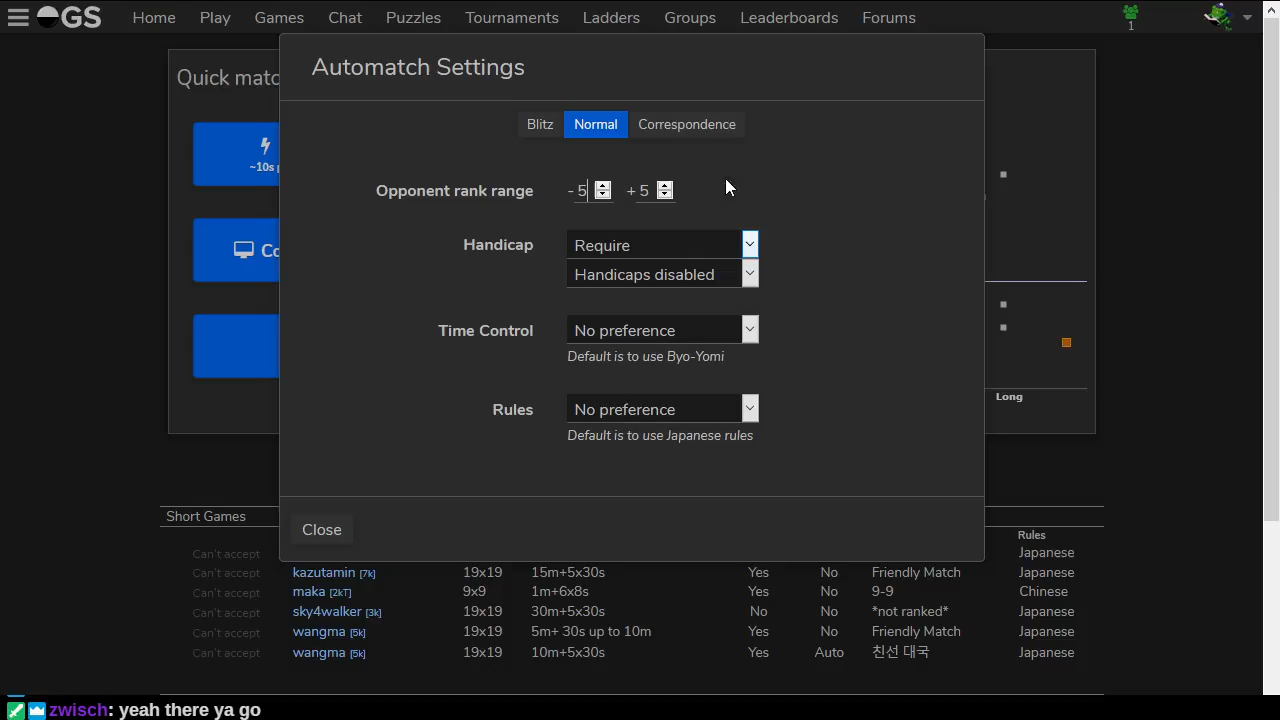 GS Home Play Games Chat Puzzles Tournaments Ladders Groups Leaderboards Forums
1
Quick matc
Automatch Settings
Blitz Normal Correspondence
~10s p
Opponent rank range - 5 + 5
Handicap Require
Handicaps disabled
Co
Time Control No preference
Default is to use Byo-Yomi
Rules No preference
Default is to use Japanese rules
Long
Close
Short Games
Rules
Can't accept Japanese
Can't accept kazutamin [7k] 19x19 15m+5x30s Yes No Friendly Match Japanese
Can't accept maka [2kT] 9x9 1m+6x8s Yes No 9-9 Chinese
Can't accept sky4walker [3k] 19x19 30m+5x30s No No *not ranked* Japanese
Can't accept wangma [5k] 19x19 5m+ 30s up to 10m Yes No Friendly Match Japanese
Can't accept wangma [5k] 19x19 10m+5x30s Yes Auto 친선 대국 Japanese
zwisch: yeah there ya go